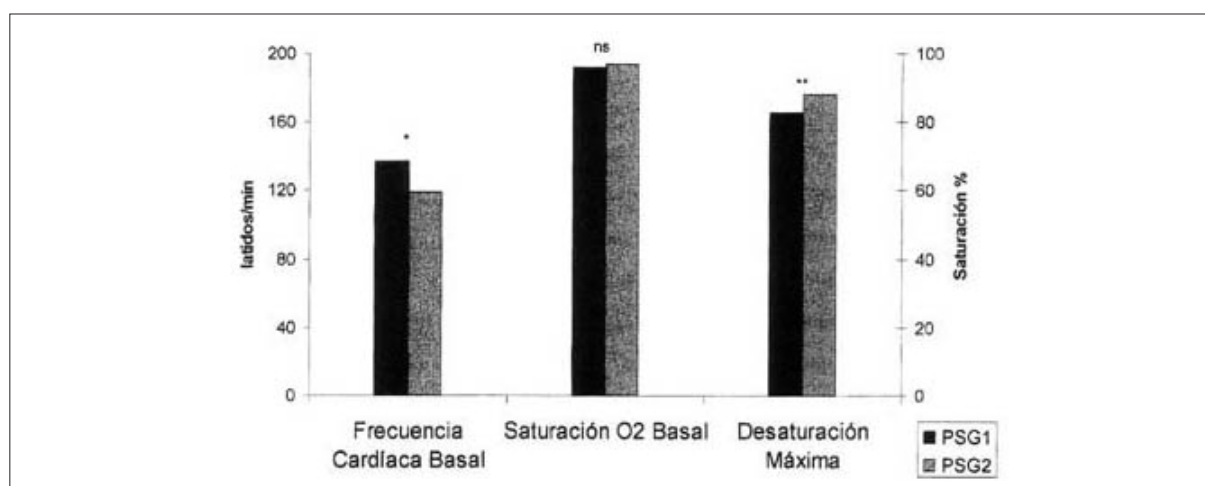 ns
200
160
120
80
40
0
latidos/min
*
**
100
80
60
40
20
0
Saturación %
Frecuencia
Cardíaca Basal
Saturación O2 Basal
Desaturación
Máxima
PSG1
PSG2